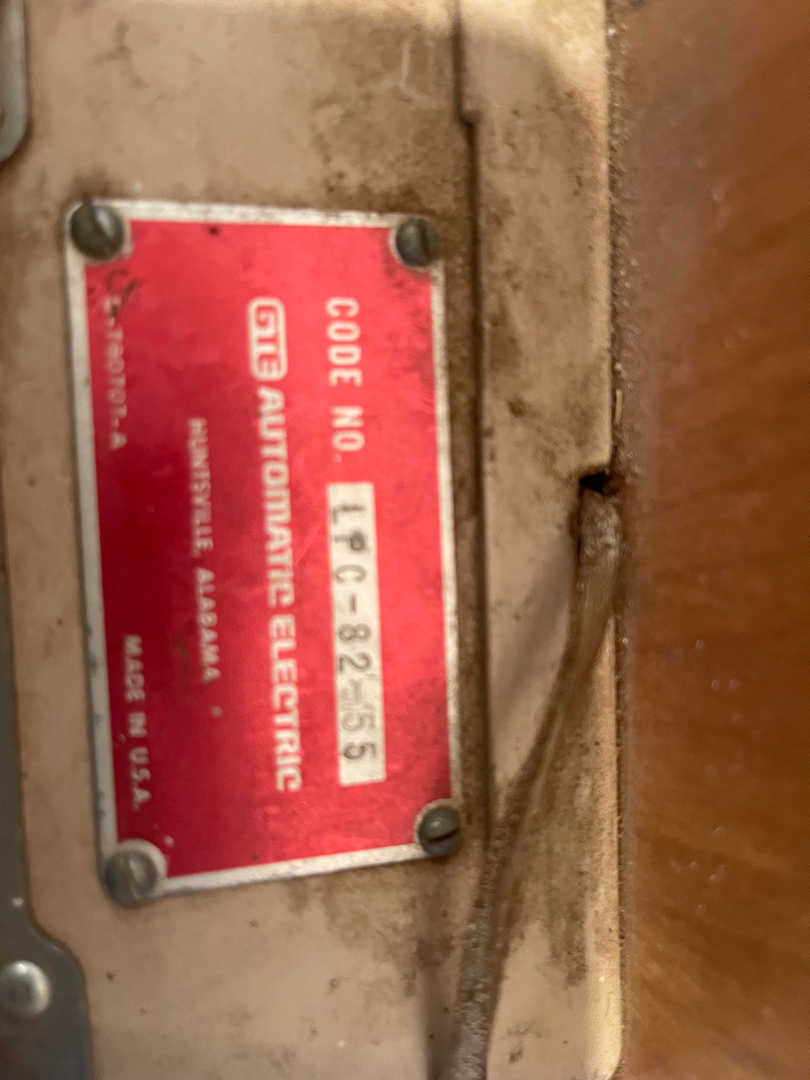 CODE NO. LPC-82-55
GTE AUTOMATIC ELECTRIC
HUNTSVILLE, ALABAMA
MADE IN U.S.A.